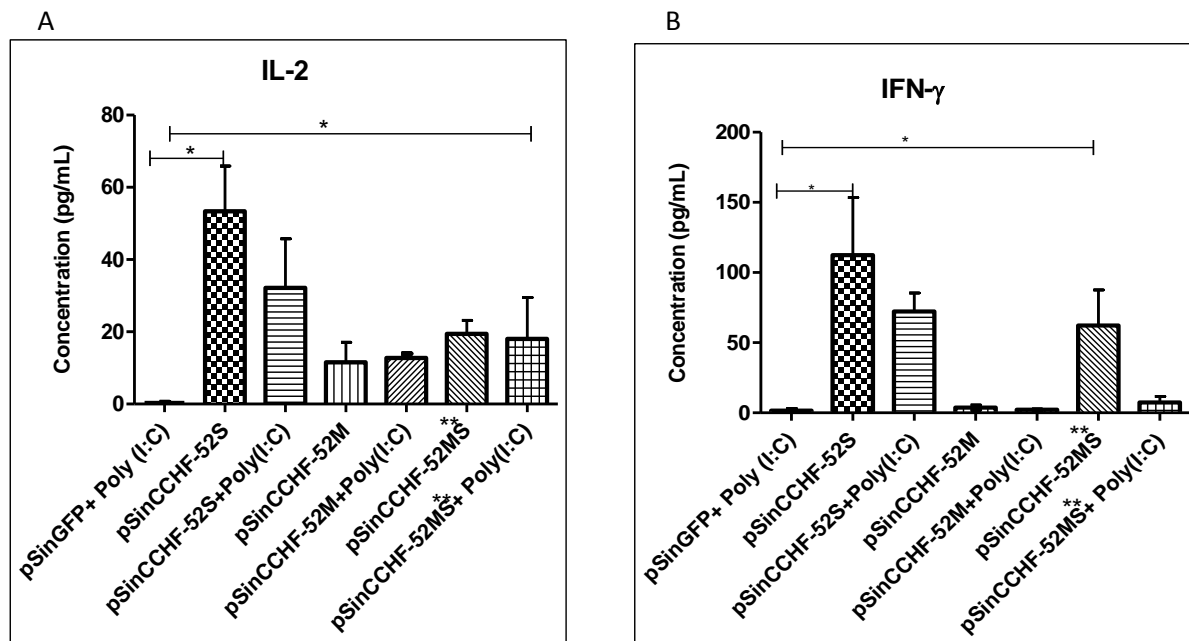 A
IL-2
Concentration (pg/mL)
80
60
40
20
0
*
*
pSinGFP+ Poly (I:C)
pSinCCHF-52S
pSinCCHF-52S+Poly(I:C)
pSinCCHF-52M
pSinCCHF-52M+Poly(I:C)
**
pSinCCHF-52MS
**
pSinCCHF-52MS+ Poly(I:C)
B
IFN-γ
Concentration (pg/mL)
200
150
100
50
0
*
*
pSinGFP+ Poly (I:C)
pSinCCHF-52S
pSinCCHF-52S+Poly(I:C)
pSinCCHF-52M
pSinCCHF-52M+Poly(I:C)
**
pSinCCHF-52MS
**
pSinCCHF-52MS+ Poly(I:C)